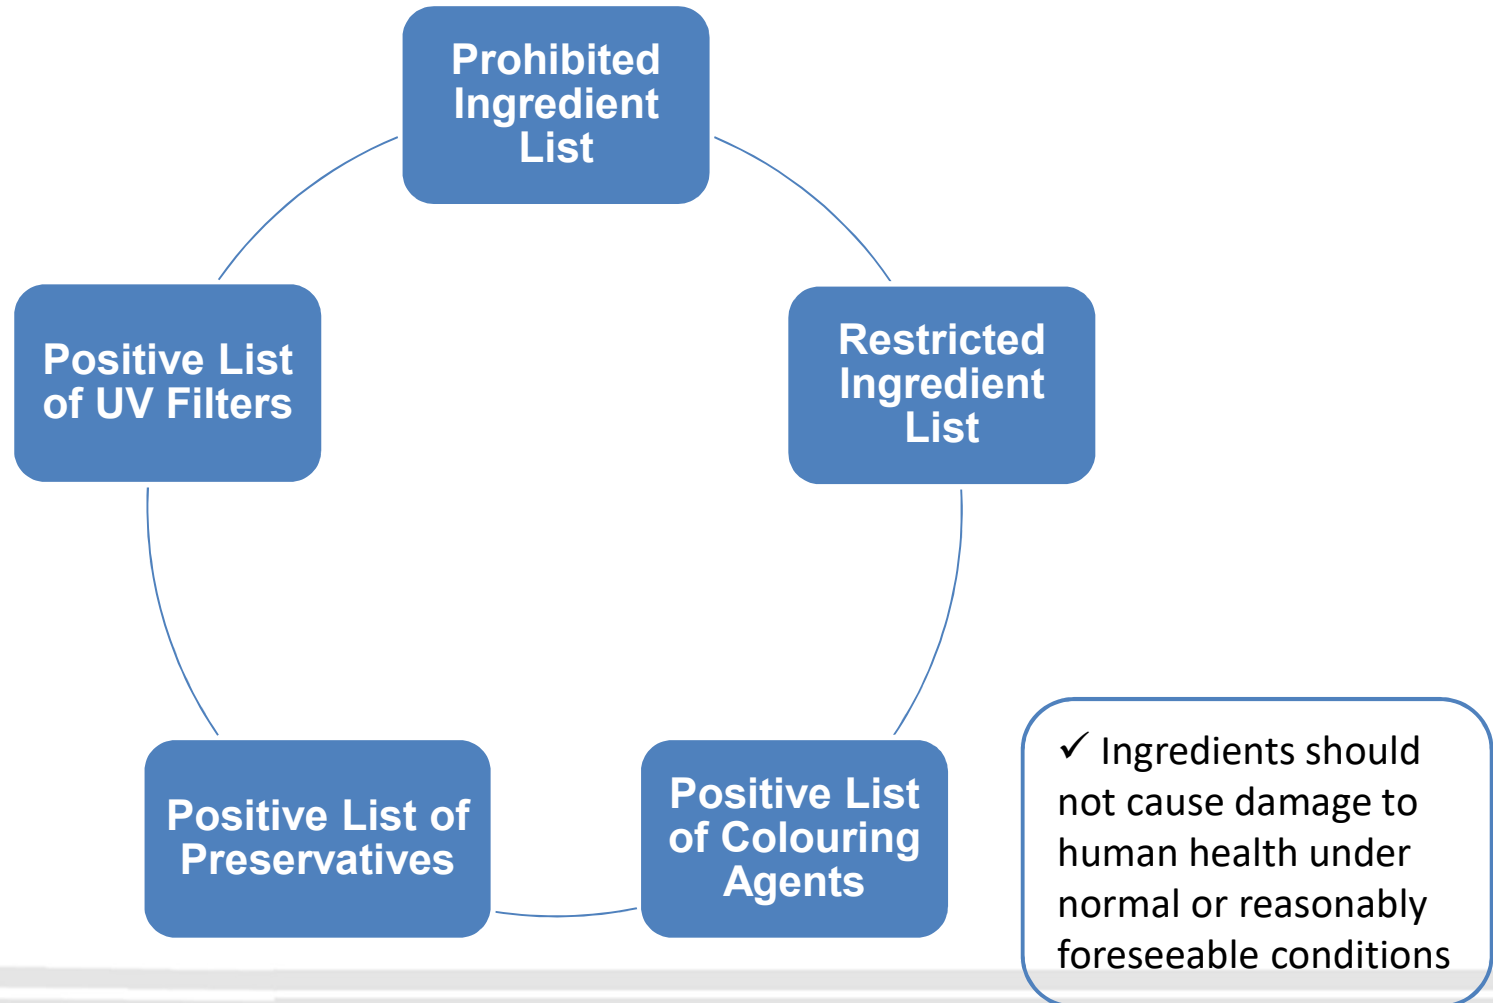 Prohibited
Ingredient
List
Restricted
Ingredient
List
Positive List
of Colouring
Agents
Positive List of
Preservatives
Positive List
of UV Filters
✓ Ingredients should
not cause damage to
human health under
normal or reasonably
foreseeable conditions